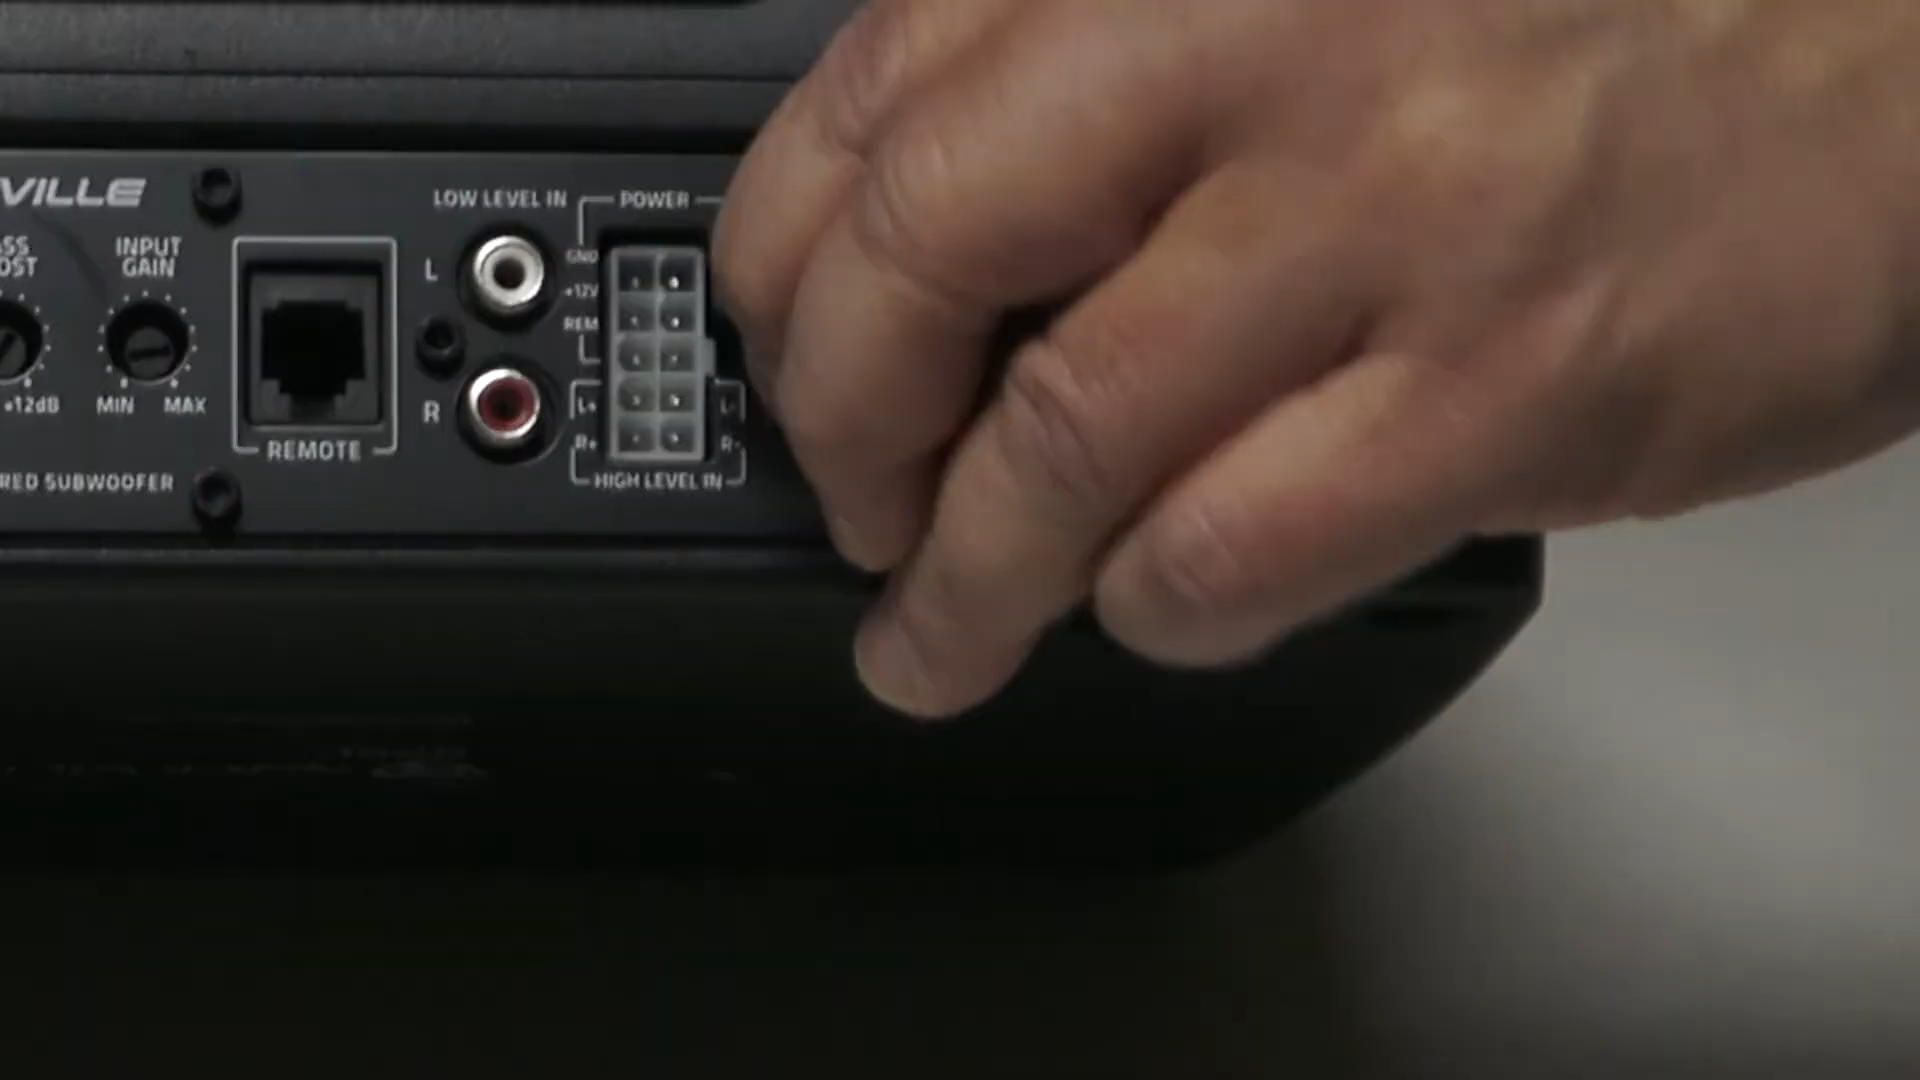 VILLE
LOW LEVEL IN
POWER
ASS
OST
INPUT
GAIN
L
GND
+12V
REM
+12dB
MIN
MAX
R
L+
L-
R+
R-
REMOTE
RED SUBWOOFER
HIGH LEVEL IN